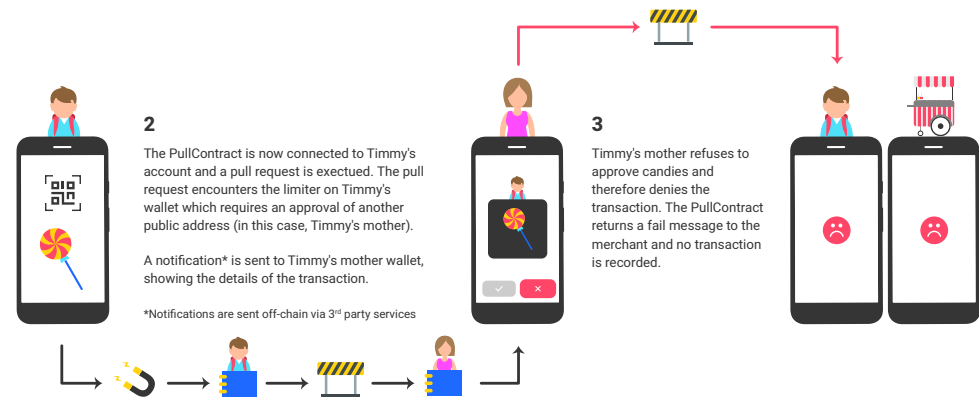 2
The PullContract is now connected to Timmy's
account and a pull request is exectued. The pull
request encounters the limiter on Timmy's
wallet which requires an approval of another
public address (in this case, Timmy's mother).
A notification* is sent to Timmy's mother wallet,
showing the details of the transaction.
*Notifications are sent off-chain via 3rd party services
3
Timmy's mother refuses to
approve candies and
therefore denies the
transaction. The PullContract
returns a fail message to the
merchant and no transaction
is recorded.